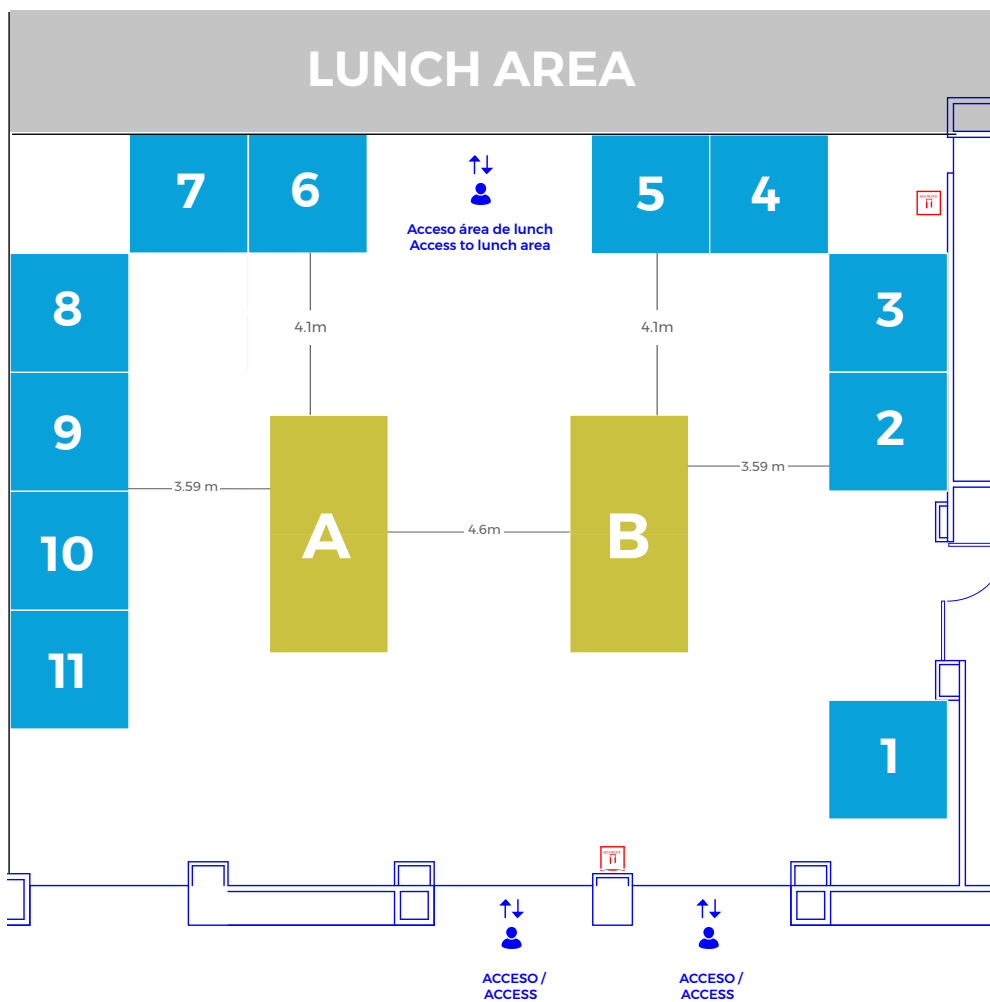 LUNCH AREA
7
6
5
4
Acceso área de lunch
Access to lunch area
8
3
4.1m
4.1m
9
2
3.59 m
3.59 m
A
4.6m
B
10
11
1
ACCESO /
ACCESS
ACCESO /
ACCESS